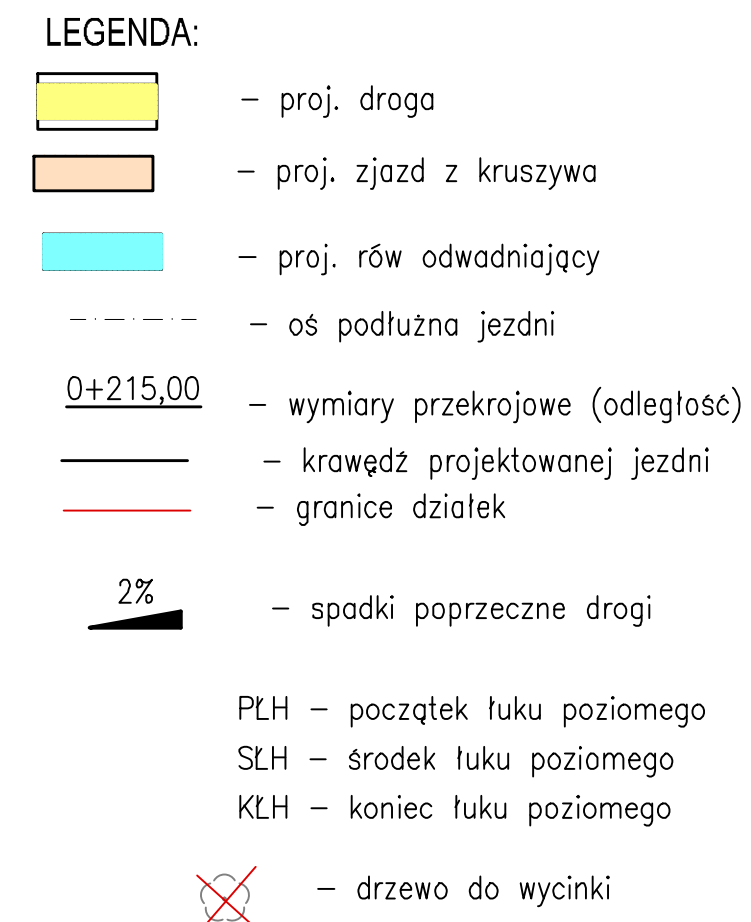 LEGENDA:
– proj. droga
– proj. zjazd z kruszywa
– proj. rów odwadniający
– oś podłużna jezdni
0+215,00 – wymiary przekrojowe (odległość)
– krawędź projektowanej jezdni
– granice działek
2% – spadki poprzeczne drogi
PŁH – początek łuku poziomego
SŁH – środek łuku poziomego
KŁH – koniec łuku poziomego
– drzewo do wycinki